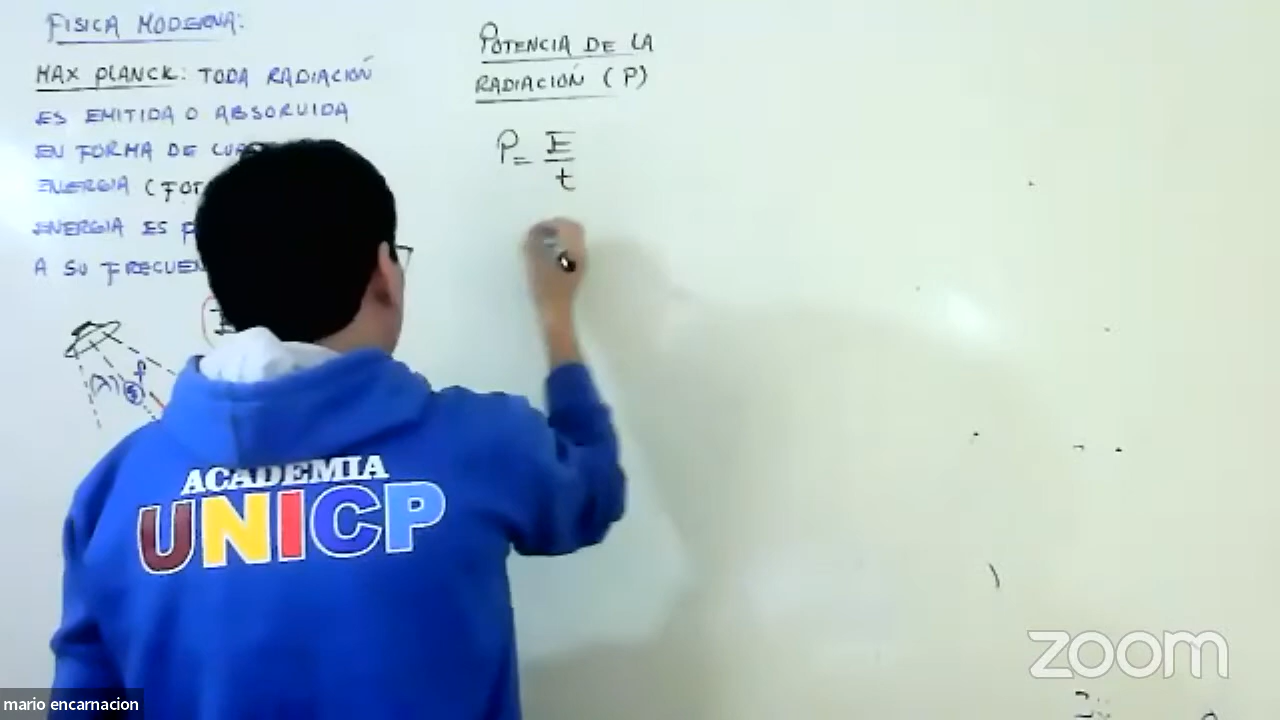 FISICA MODERNA:
MAX PLANCK: TODA RADIACIÓN
ES EMITIDA O ABSORVIDA
EN FORMA DE
ENERGIA (
ENERGIA ES
A SU
POTENCIA DE LA
RADIACIÓN (P)
P = E
t
ACADEMIA
UNICP
zoom
mario encarnacion